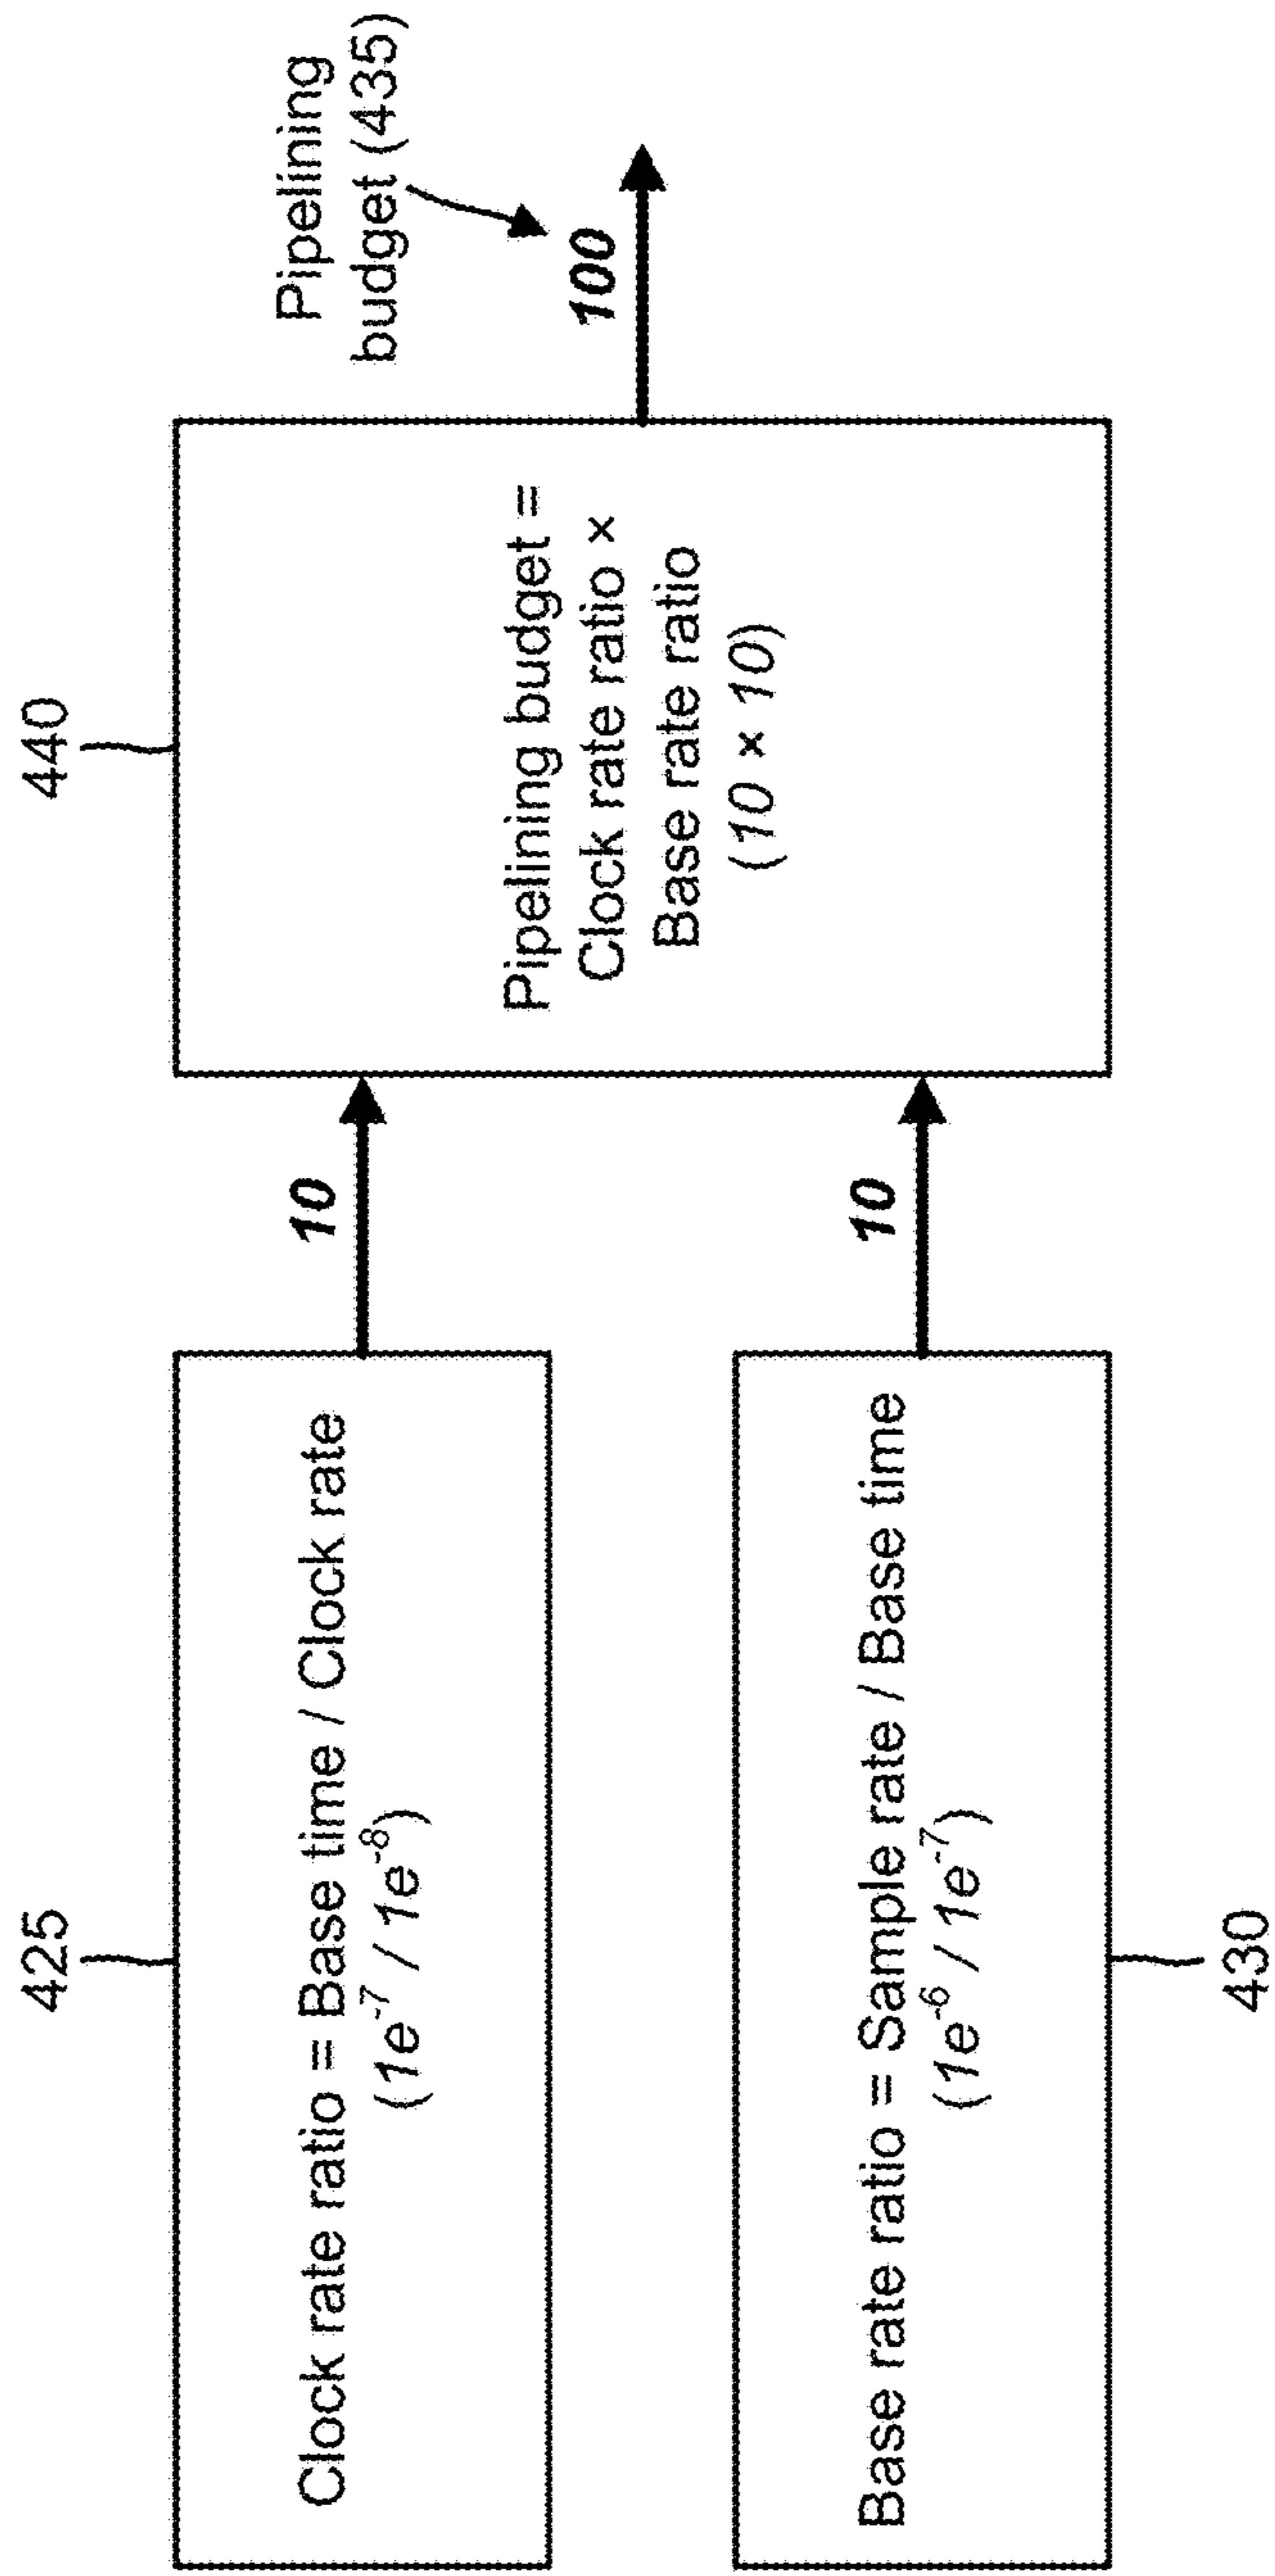 425
Clock rate ratio = Base time / Clock rate
(1e⁻⁷ / 1e⁻⁸)
10
430
Base rate ratio = Sample rate / Base time
(1e⁻⁶ / 1e⁻⁷)
10
440
Pipelining budget =
Clock rate ratio ×
Base rate ratio
(10 × 10)
Pipelining
budget (435)
100